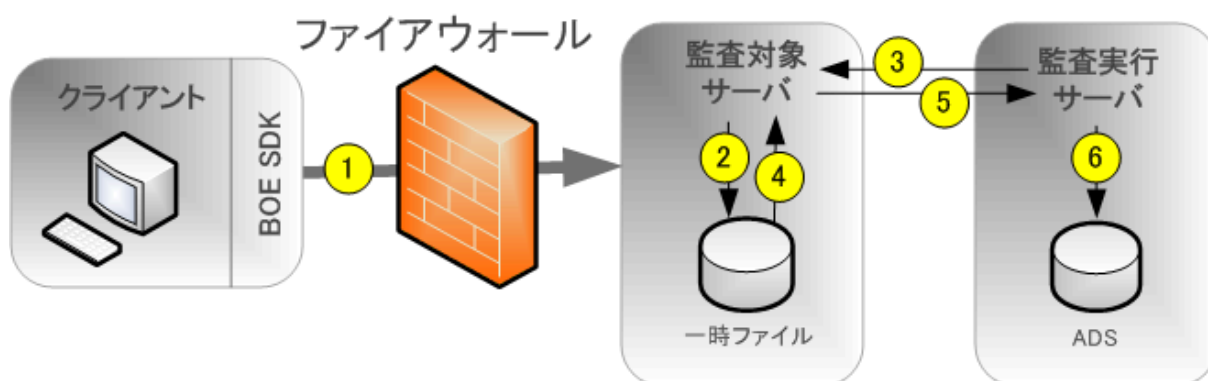 ファイアウォール
クライアント
BOE SDK
1
監査対象
サーバ
2
4
一時ファイル
3
5
監査実行
サーバ
6
ADS